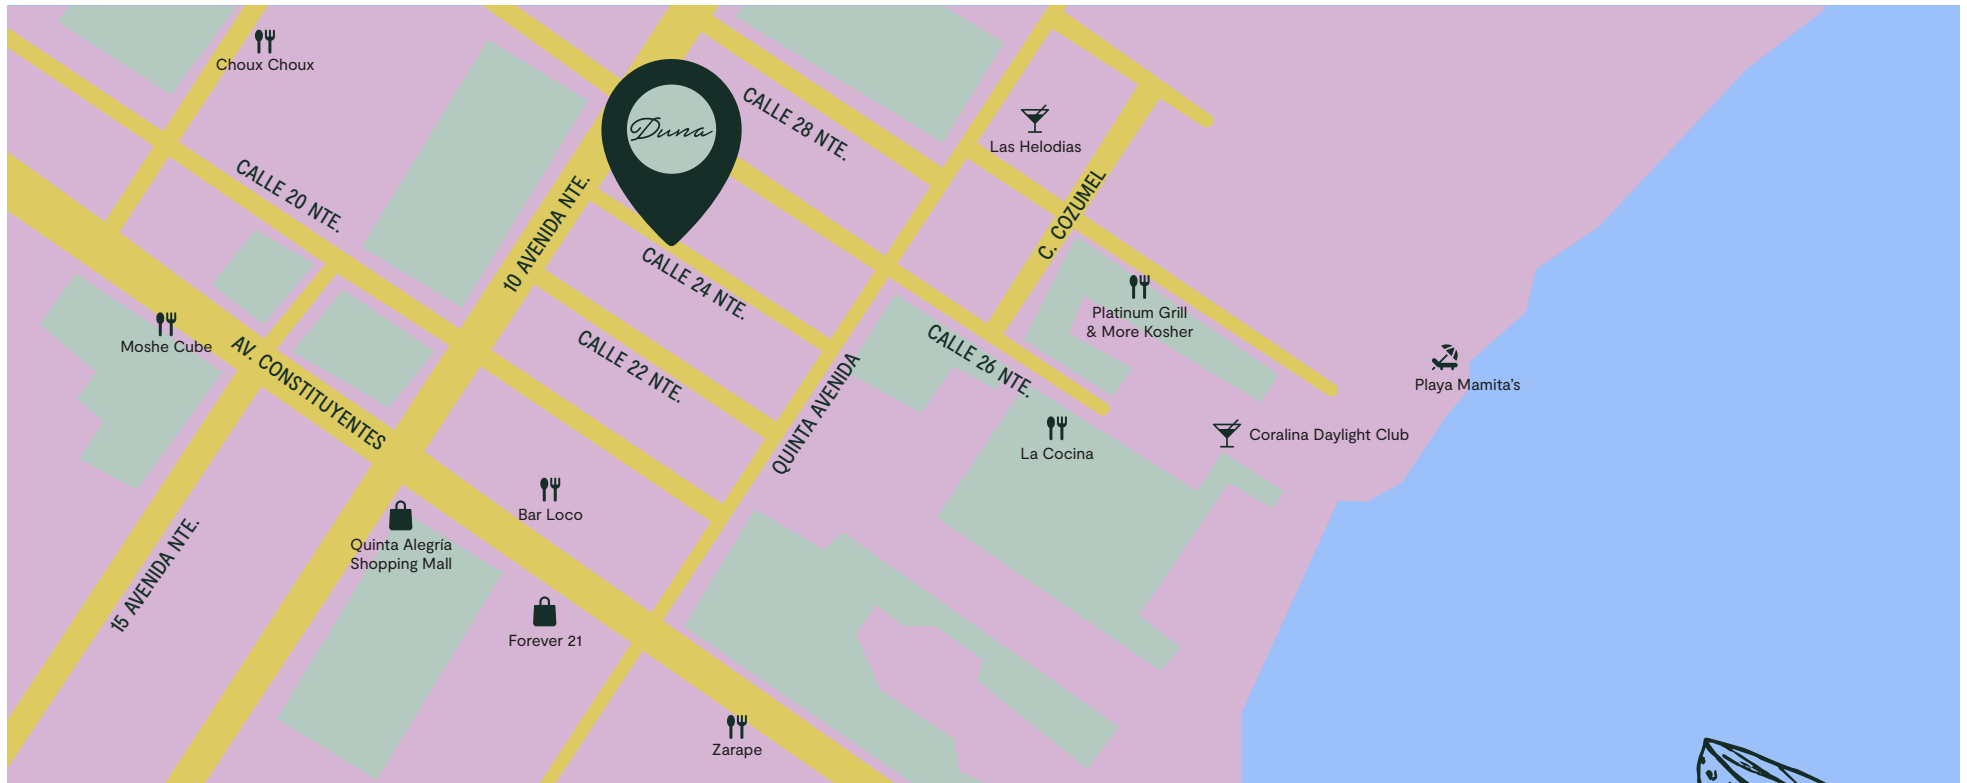 Choux Choux
Duna
CALLE 28 NTE.
Las Helodias
CALLE 20 NTE.
10 AVENIDA NTE.
C. COZUMEL
CALLE 24 NTE.
Platinum Grill
& More Kosher
Moshe Cube
AV. CONSTITUYENTES
CALLE 22 NTE.
QUINTA AVENIDA
CALLE 26 NTE.
Playa Mamita's
Coralina Daylight Club
La Cocina
Bar Loco
Quinta Alegría
Shopping Mall
15 AVENIDA NTE.
Forever 21
Zarape